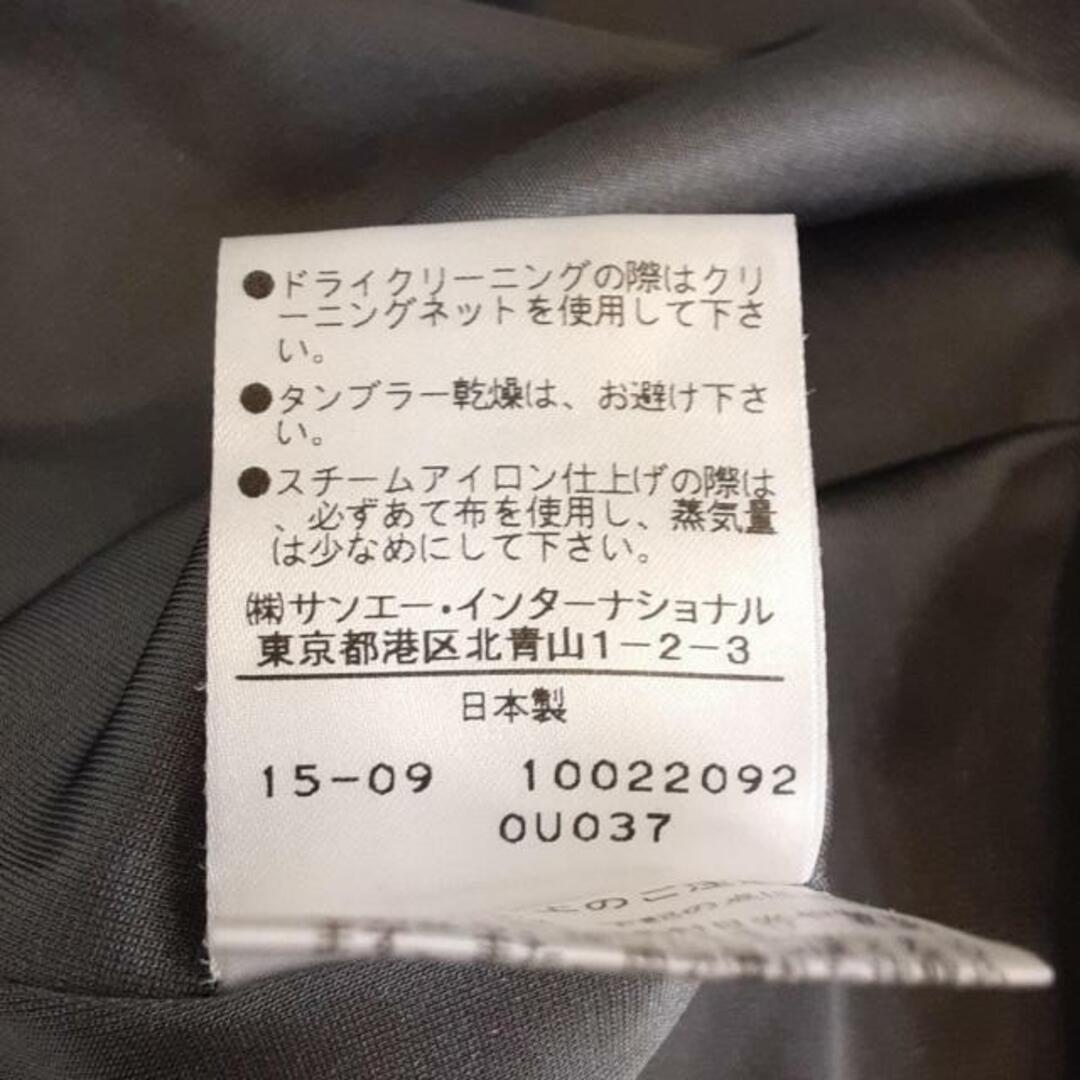 ●ドライクリーニングの際はクリ
ーニングネットを使用して下さ
い。
●タンブラー乾燥は、お避け下さ
い。
●スチームアイロン仕上げの際は
、必ずあて布を使用し、蒸気量
は少なめにして下さい。
㈱サンエー・インターナショナル
東京都港区北青山1-2-3
日本製
15-09 10022092
0U037